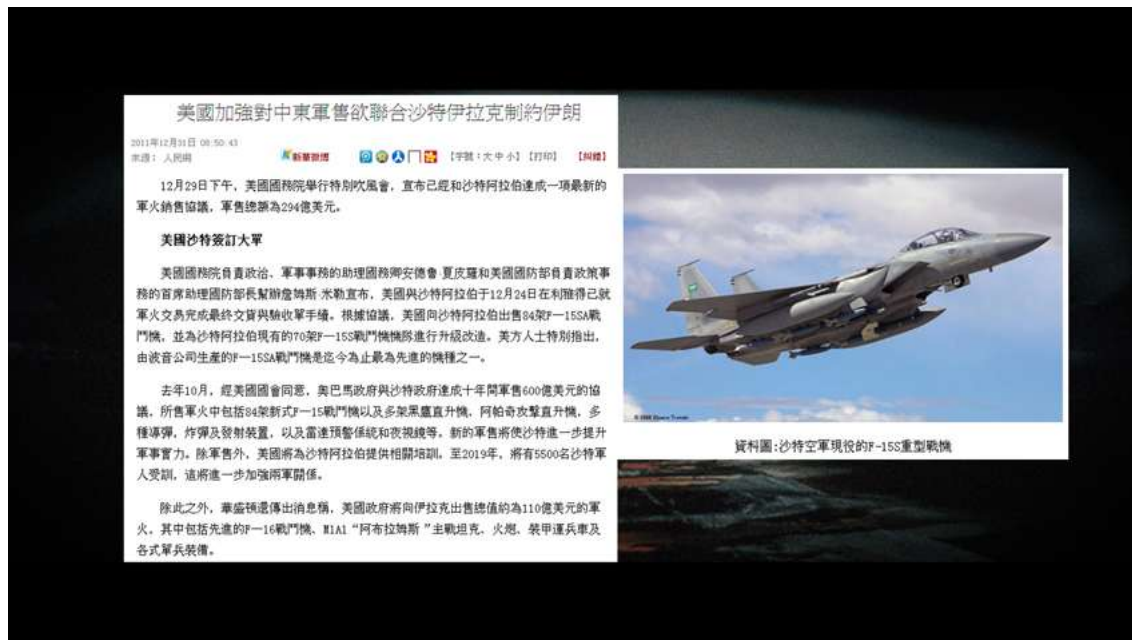 美國加強對中東軍售欲聯合沙特伊拉克制約伊朗
2011年12月31日 08:50:43
來源： 人民網
新華微博
【字號：大 中 小】【打印】
【糾錯】
12月29日下午，美國國務院舉行特別吹風會，宣布已經和沙特阿拉伯達成一項最新的
軍火銷售協議，軍售總額為294億美元。
美國沙特簽訂大單
美國國務院負責政治、軍事事務的助理國務卿安德魯·夏皮羅和美國國防部負責政策事
務的首席助理國防部長幫辦詹姆斯·米勒宣布，美國與沙特阿拉伯于12月24日在利雅得已就
軍火交易完成最終交貨與驗收單手續。根據協議，美國向沙特阿拉伯出售84架F—15SA戰
鬥機，並為沙特阿拉伯現有的70架F—15S戰鬥機機隊進行升級改造。美方人士特別指出，
由波音公司生產的F—15SA戰鬥機是迄今為止最為先進的機種之一。
去年10月，經美國國會同意，奧巴馬政府與沙特政府達成十年間軍售600億美元的協
議，所售軍火中包括84架新式F—15戰鬥機以及多架黑鷹直升機、阿帕奇攻擊直升機，多
種導彈，炸彈及發射裝置，以及雷達預警係統和夜視鏡等。新的軍售將使沙特進一步提升
軍事實力。除軍售外，美國將為沙特阿拉伯提供相關培訓。至2019年，將有5500名沙特軍
人受訓，這將進一步加強兩軍關係。
除此之外，華盛頓還傳出消息稱，美國政府將向伊拉克出售總值約為110億美元的軍
火，其中包括先進的F—16戰鬥機、M1A1“阿布拉姆斯”主戰坦克、火炮、裝甲運兵車及
各式單兵裝備。
資料圖:沙特空軍現役的F-15S重型戰機